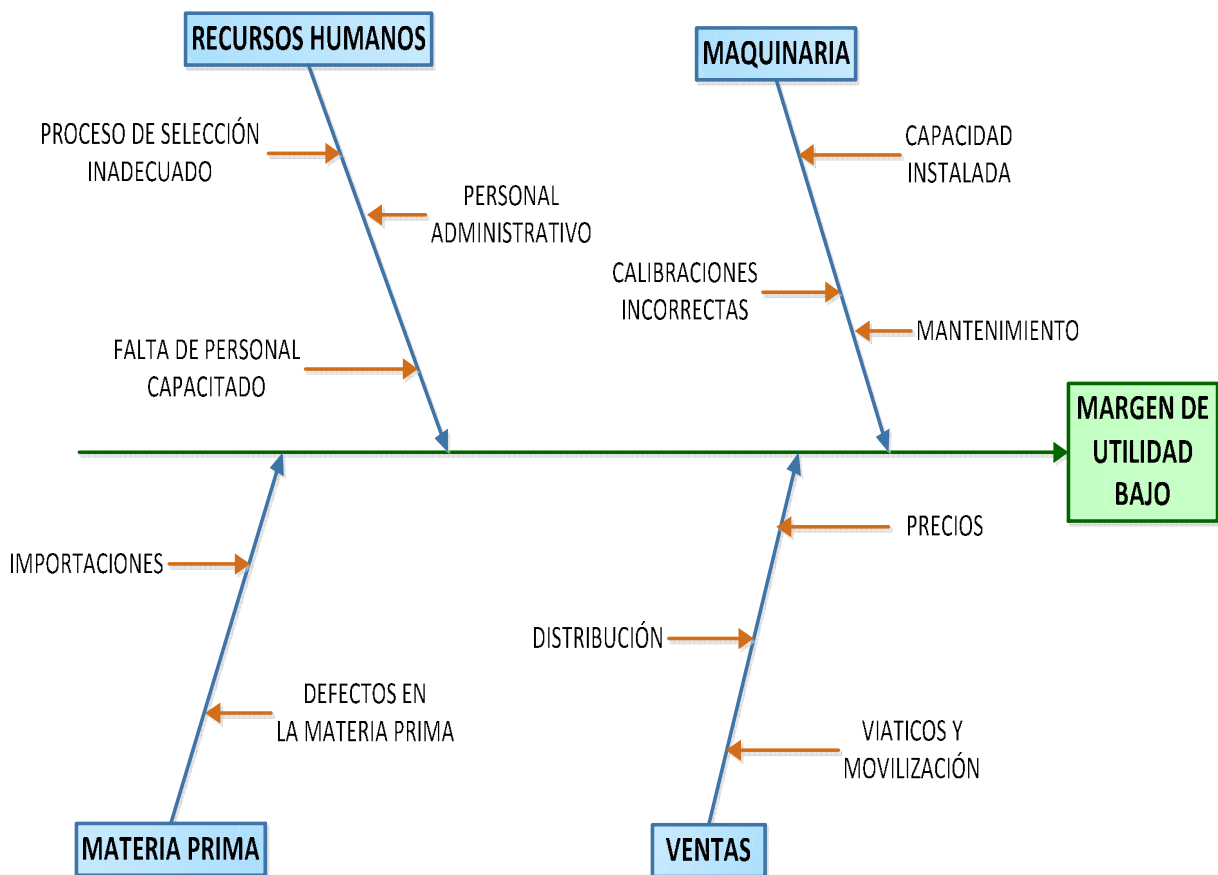 RECURSOS HUMANOS
MAQUINARIA
PROCESO DE SELECCIÓN
INADECUADO
PERSONAL
ADMINISTRATIVO
FALTA DE PERSONAL
CAPACITADO
CAPACIDAD
INSTALADA
CALIBRACIONES
INCORRECTAS
MANTENIMIENTO
MARGEN DE
UTILIDAD
BAJO
IMPORTACIONES
DEFECTOS EN
LA MATERIA PRIMA
PRECIOS
DISTRIBUCIÓN
VIATICOS Y
MOVILIZACIÓN
MATERIA PRIMA
VENTAS